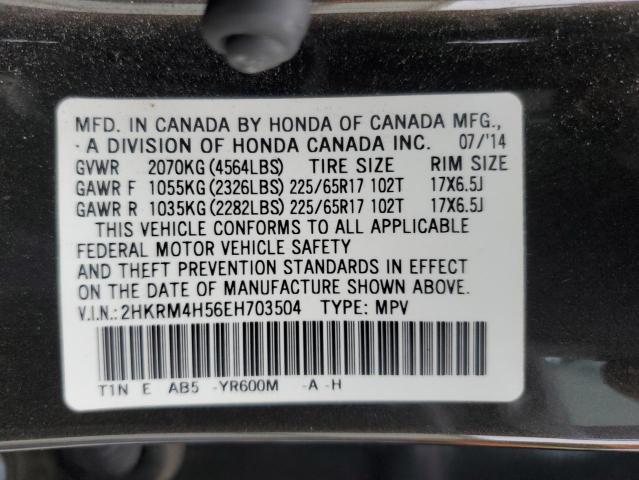 MFD. IN CANADA BY HONDA OF CANADA MFG.,
A DIVISION OF HONDA CANADA INC. 07/'14
GVWR 2070KG(4564LBS) TIRE SIZE RIM SIZE
GAWR F 1055KG(2326LBS) 225/65R17 102T 17X6.5J
GAWR R 1035KG(2282LBS) 225/65R17 102T 17X6.5J
THIS VEHICLE CONFORMS TO ALL APPLICABLE
FEDERAL MOTOR VEHICLE SAFETY
AND THEFT PREVENTION STANDARDS IN EFFECT
ON THE DATE OF MANUFACTURE SHOWN ABOVE.
V.I.N.:2HKRM4H56EH703504 TYPE: MPV
T1N E AB5 -YR600M -A -H